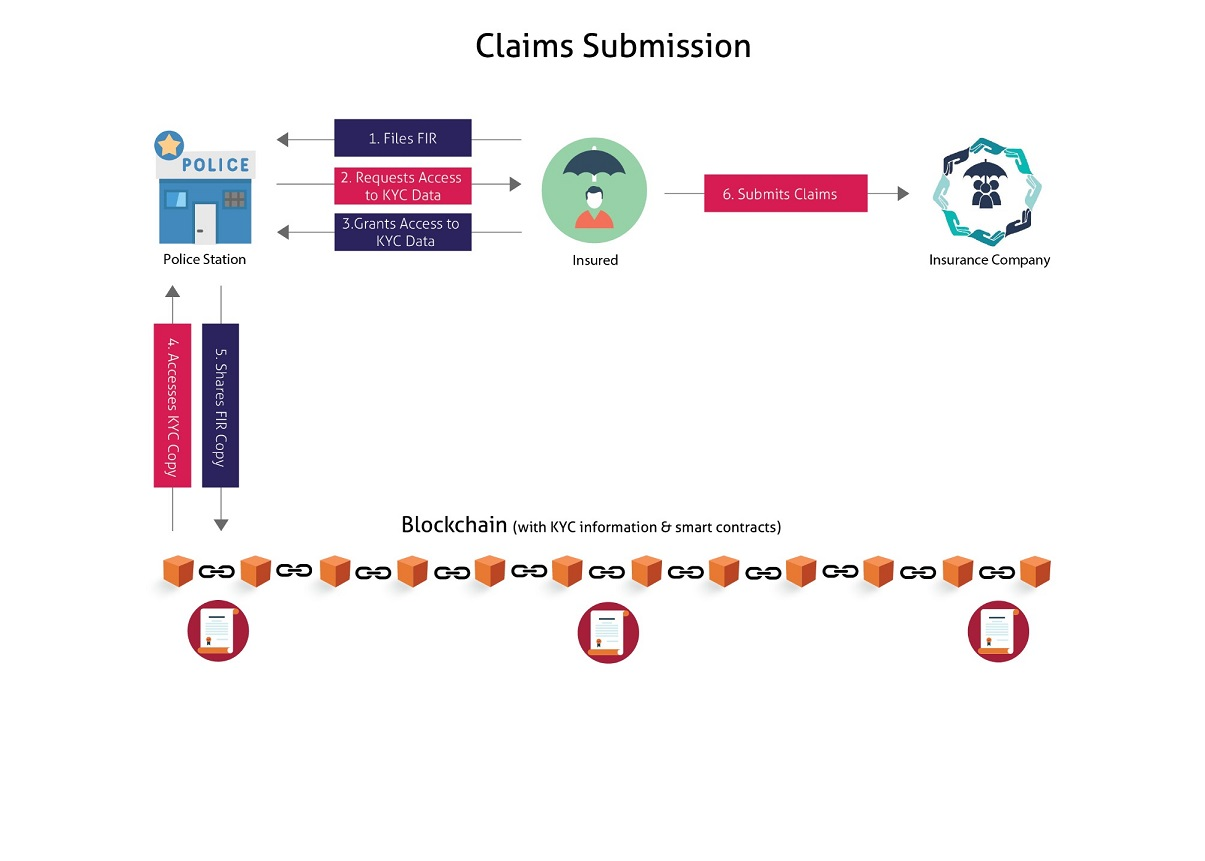 Claims Submission
POLICE
1. Files FIR
2. Requests Access
to KYC Data
3.Grants Access to
KYC Data
6. Submits Claims
Police Station
Insured
Insurance Company
4. Accesses KYC Copy
5. Shares FIR Copy
Blockchain (with KYC information & smart contracts)